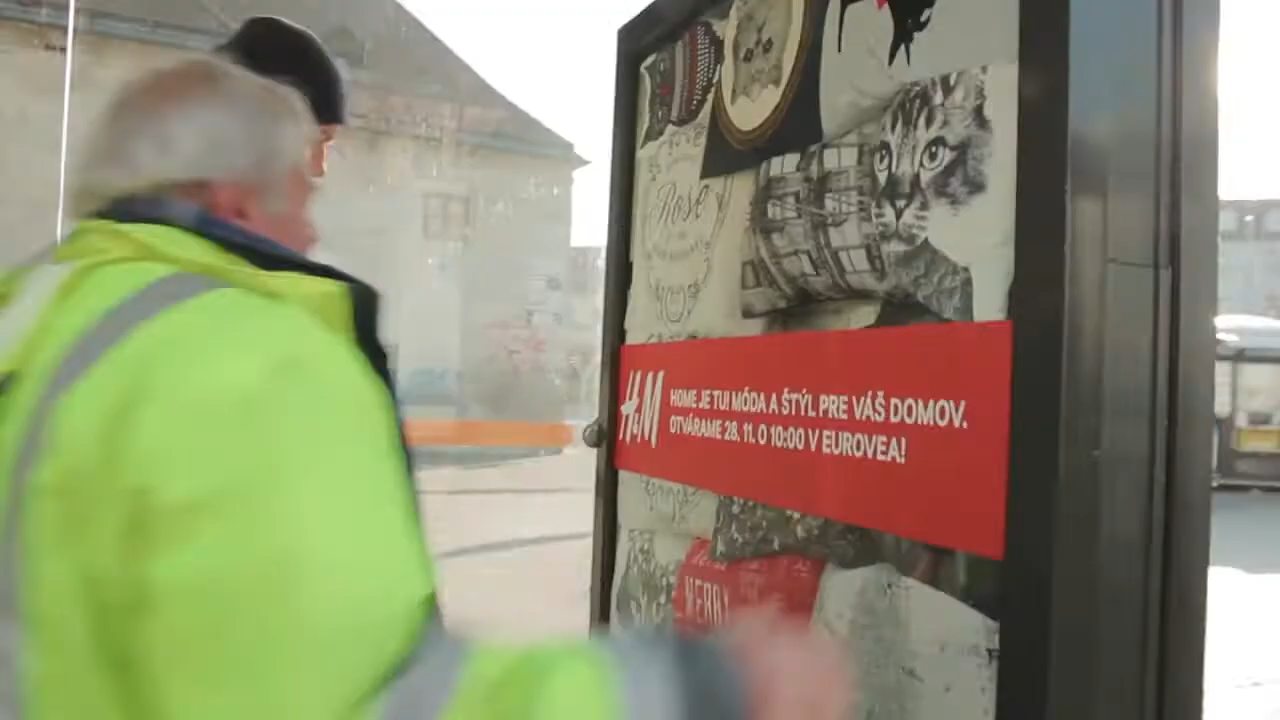 Rose
H&M
HOME JE TU! MÓDA A ŠTÝL PRE VÁŠ DOMOV.
OTVÁRAME 28. 11. O 10:00 V EUROVEA!
MERRY